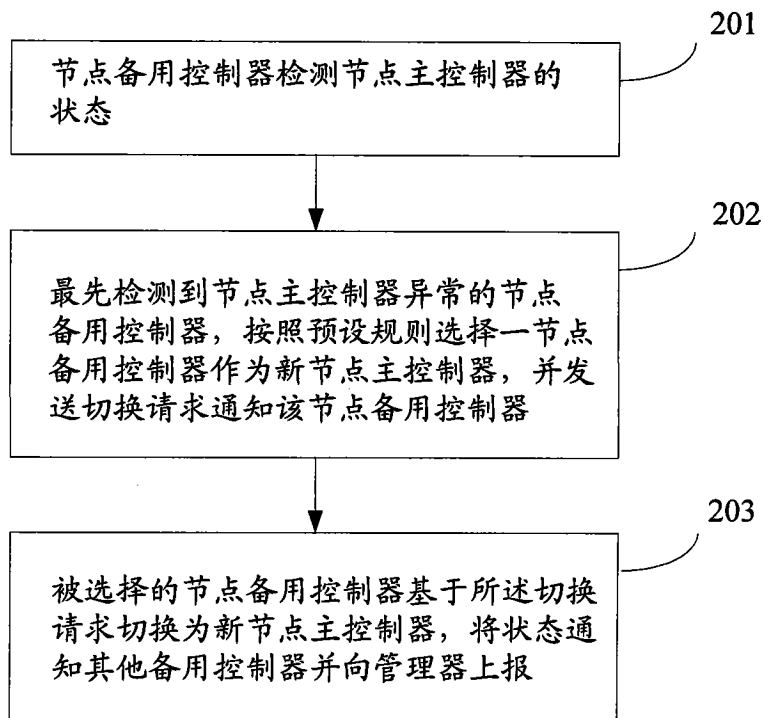 201
节点备用控制器检测节点主控制器的
状态
202
最先检测到节点主控制器异常的节点
备用控制器，按照预设规则选择一节点
备用控制器作为新节点主控制器，并发
送切换请求通知该节点备用控制器
203
被选择的节点备用控制器基于所述切换
请求切换为新节点主控制器，将状态通
知其他备用控制器并向管理器上报